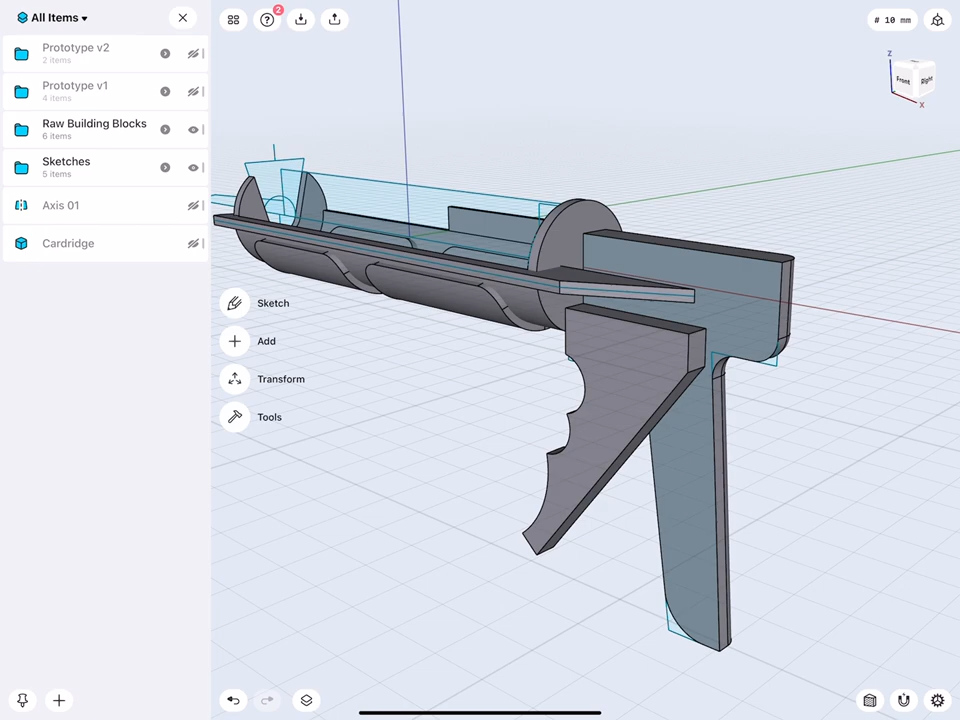 All Items
2
# 10 mm
Prototype v2
2 items
Prototype v1
4 items
Raw Building Blocks
6 items
Sketches
5 items
Axis 01
Cardridge
Z
Front
Right
X
Sketch
Add
Transform
Tools